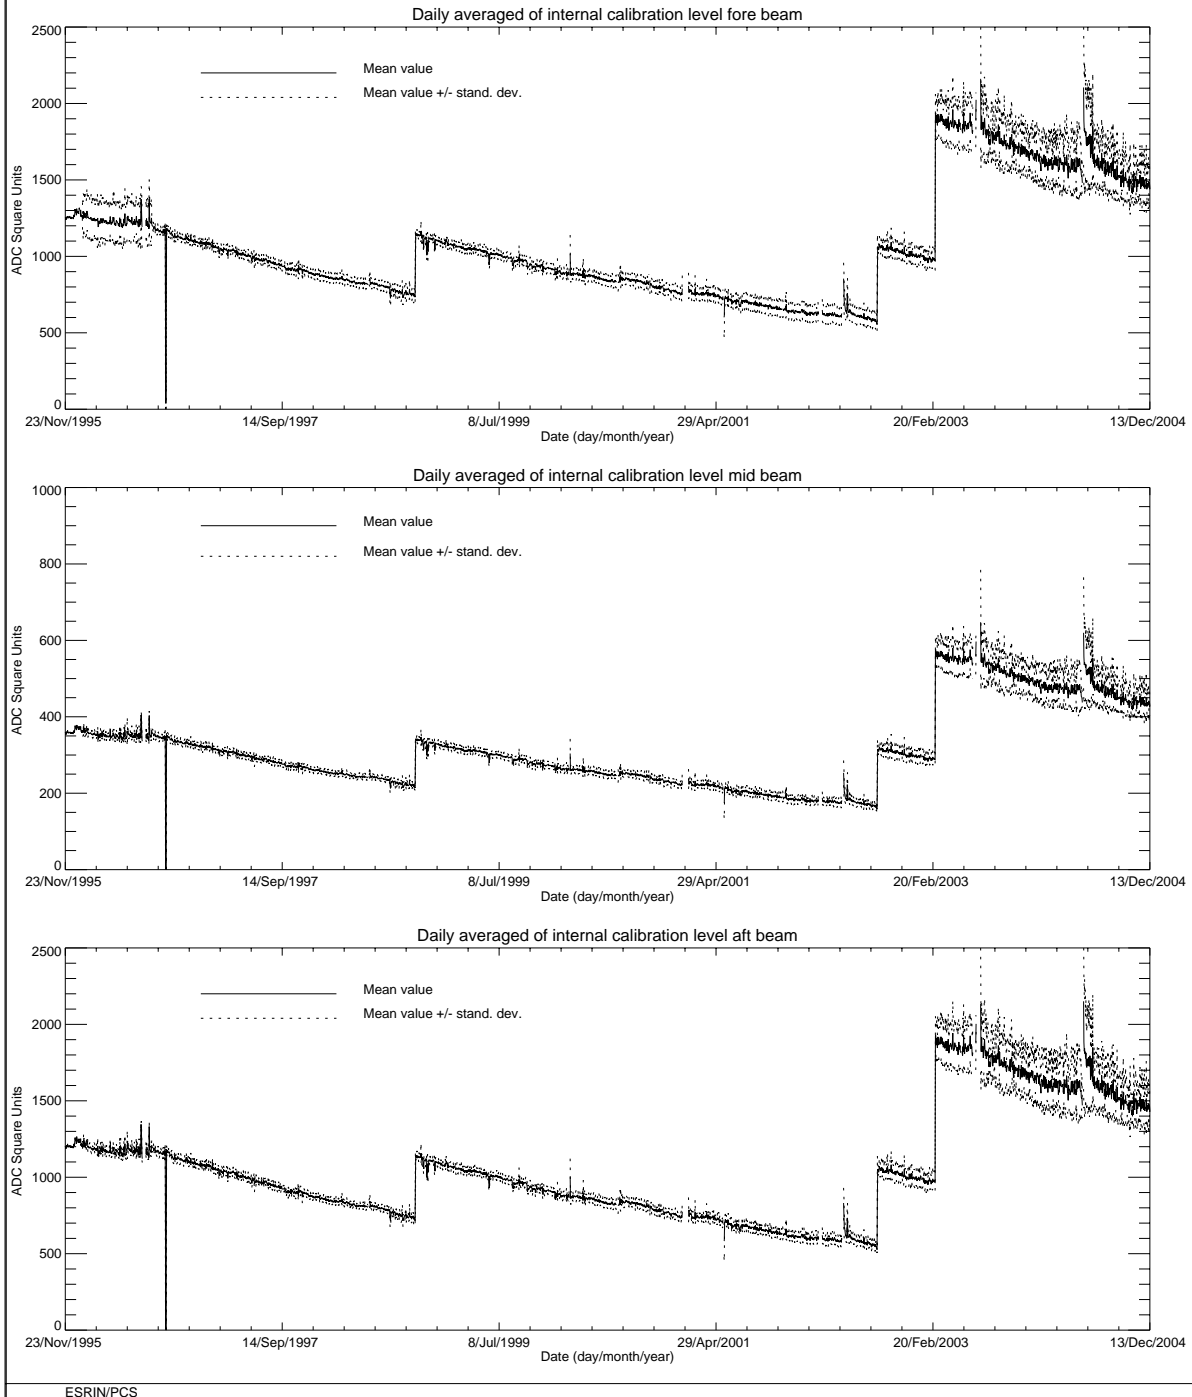 Daily averaged of internal calibration level fore beam
2500
2000
1500
1000
500
0
ADC Square Units
Mean value
Mean value +/- stand. dev.
23/Nov/1995
14/Sep/1997
8/Jul/1999
29/Apr/2001
20/Feb/2003
13/Dec/2004
Date (day/month/year)
Daily averaged of internal calibration level mid beam
1000
800
600
400
200
0
ADC Square Units
Mean value
Mean value +/- stand. dev.
23/Nov/1995
14/Sep/1997
8/Jul/1999
29/Apr/2001
20/Feb/2003
13/Dec/2004
Date (day/month/year)
Daily averaged of internal calibration level aft beam
2500
2000
1500
1000
500
0
ADC Square Units
Mean value
Mean value +/- stand. dev.
23/Nov/1995
14/Sep/1997
8/Jul/1999
29/Apr/2001
20/Feb/2003
13/Dec/2004
Date (day/month/year)
ESRIN/PCS